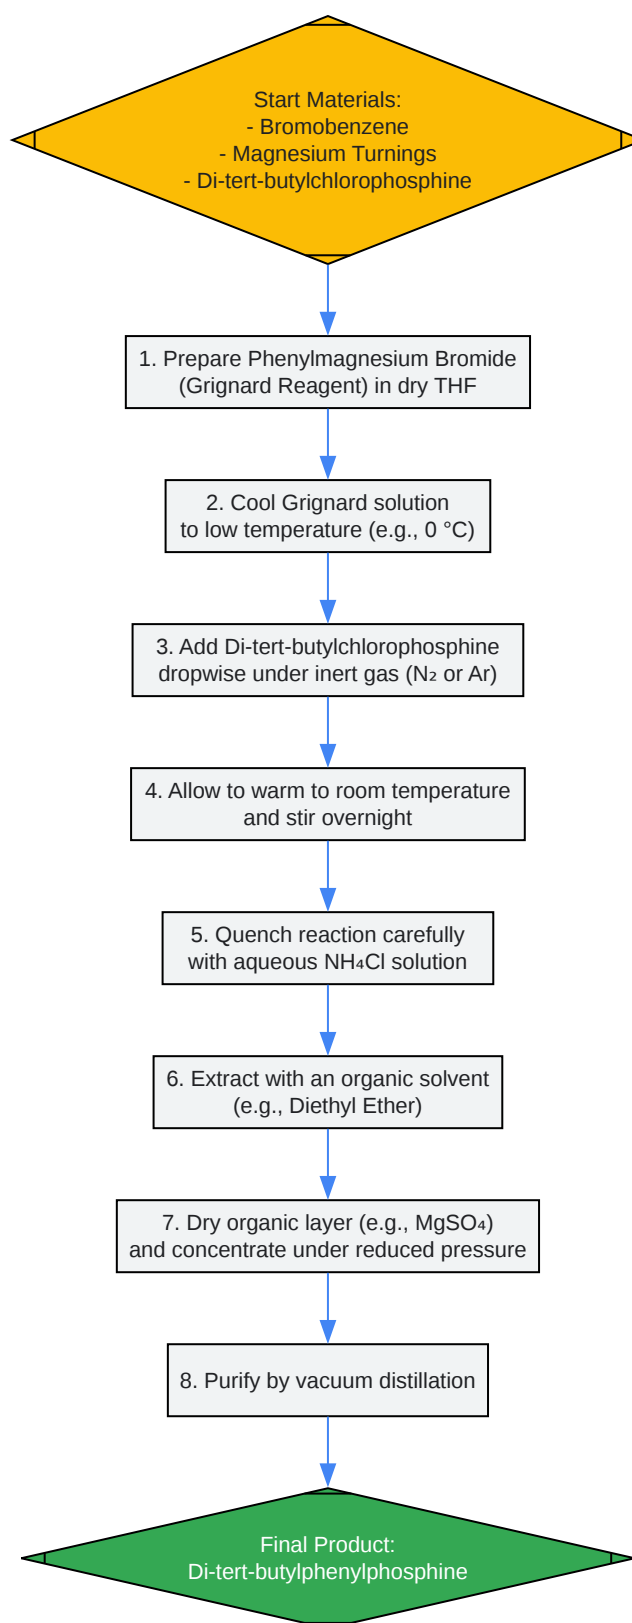 Start Materials:
- Bromobenzene
- Magnesium Turnings
- Di-tert-butylchlorophosphine
1. Prepare Phenylmagnesium Bromide
(Grignard Reagent) in dry THF
2. Cool Grignard solution
to low temperature (e.g., 0 °C)
3. Add Di-tert-butylchlorophosphine
dropwise under inert gas (N₂ or Ar)
4. Allow to warm to room temperature
and stir overnight
5. Quench reaction carefully
with aqueous NH₄Cl solution
6. Extract with an organic solvent
(e.g., Diethyl Ether)
7. Dry organic layer (e.g., MgSO₄)
and concentrate under reduced pressure
8. Purify by vacuum distillation
Final Product:
Di-tert-butylphenylphosphine